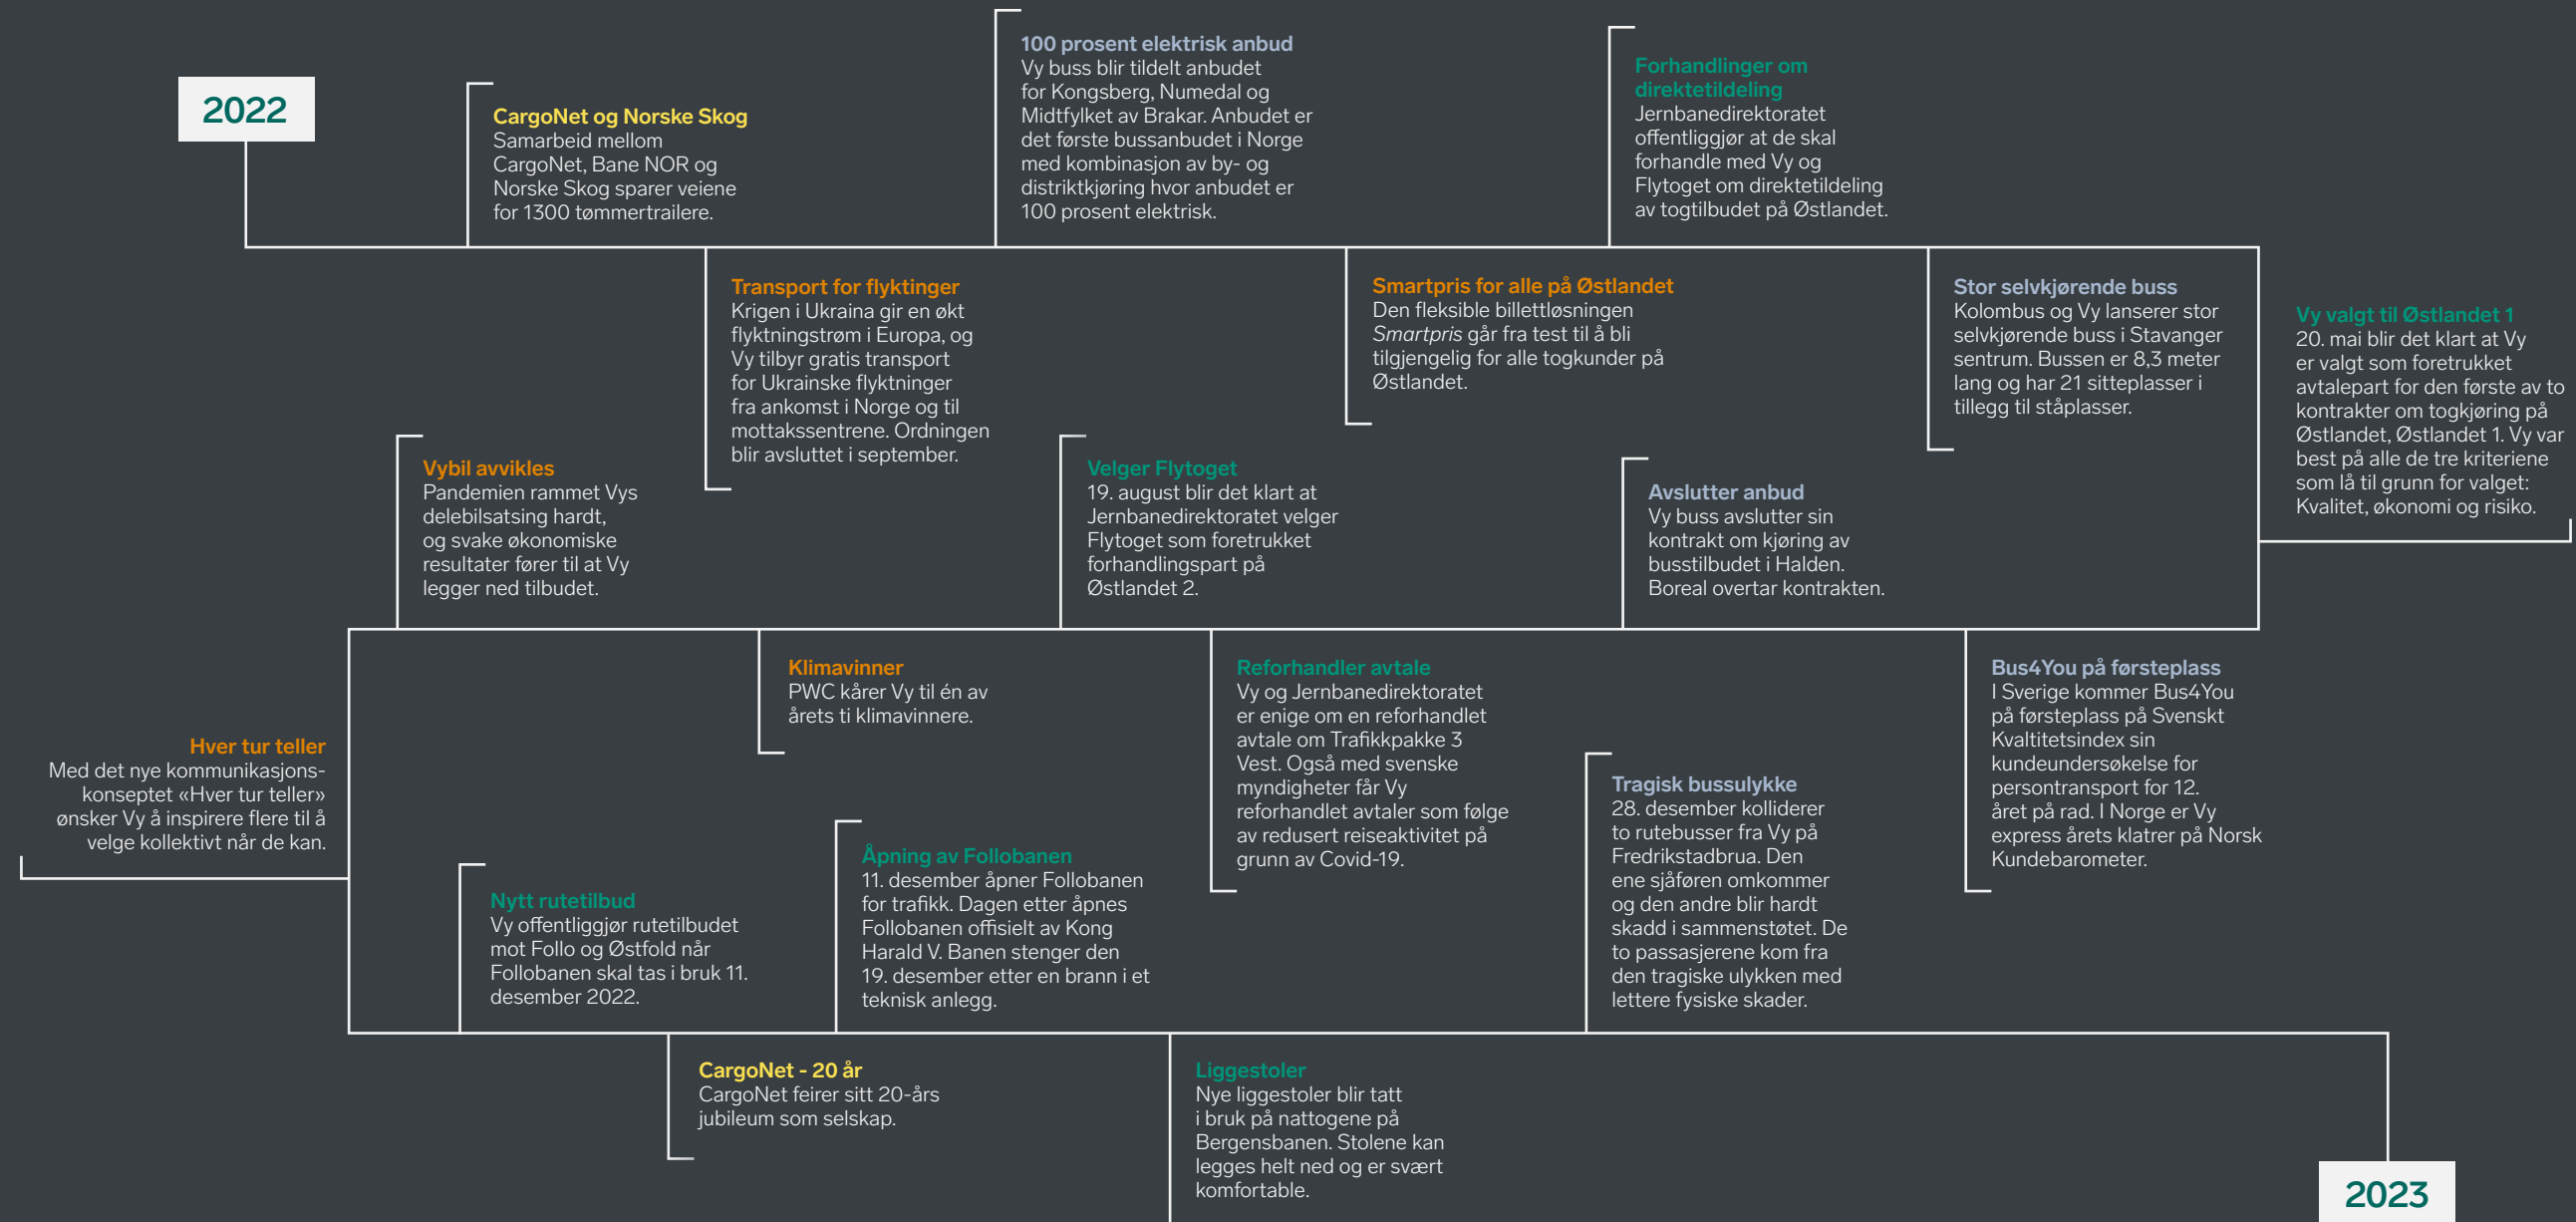 2022
CargoNet og Norske Skog
Samarbeid mellom
CargoNet, Bane NOR og
Norske Skog sparer veiene
for 1300 tømmertrailere.
Transport for flyktinger
Krigen i Ukraina gir en økt
flyktningstrøm i Europa, og
Vy tilbyr gratis transport
for Ukrainske flyktninger
fra ankomst i Norge og til
mottakssentrene. Ordningen
blir avsluttet i september.
100 prosent elektrisk anbud
Vy buss blir tildelt anbudet
for Kongsberg, Numedal og
Midtfylket av Brakar. Anbudet er
det første bussanbudet i Norge
med kombinasjon av by- og
distriktkjøring hvor anbudet er
100 prosent elektrisk.
Smartpris for alle på Østlandet
Den fleksible billettløsningen
Smartpris går fra test til å bli
tilgjengelig for alle togkunder på
Østlandet.
Forhandlinger om
direktetildeling
Jernbanedirektoratet
offentliggjør at de skal
forhandle med Vy og
Flytoget om direktetildeling
av togtilbudet på Østlandet.
Stor selvkjørende buss
Kolombus og Vy lanserer stor
selvkjørende buss i Stavanger
sentrum. Bussen er 8,3 meter
lang og har 21 sitteplasser i
tillegg til ståplasser.
Vy valgt til Østlandet 1
20. mai blir det klart at Vy
er valgt som foretrukket
avtalepart for den første av to
kontrakter om togkjøring på
Østlandet, Østlandet 1. Vy var
best på alle de tre kriteriene
som lå til grunn for valget:
Kvalitet, økonomi og risiko.
Bus4You på førsteplass
I Sverige kommer Bus4You
på førsteplass på Svenskt
Kvaltitetsindex sin
kundeundersøkelse for
persontransport for 12.
året på rad. I Norge er Vy
express årets klatrer på Norsk
Kundebarometer.
Avslutter anbud
Vy buss avslutter sin
kontrakt om kjøring av
busstilbudet i Halden.
Boreal overtar kontrakten.
Reforhandler avtale
Vy og Jernbanedirektoratet
er enige om en reforhandlet
avtale om Trafikkpakke 3
Vest. Også med svenske
myndigheter får Vy
reforhandlet avtaler som følge
av redusert reiseaktivitet på
grunn av Covid-19.
Velger Flytoget
19. august blir det klart at
Jernbanedirektoratet velger
Flytoget som foretrukket
forhandlingspart på
Østlandet 2.
Klimavinner
PWC kårer Vy til én av
årets ti klimavinnere.
Vybil avvikles
Pandemien rammet Vys
delebilsatsing hardt,
og svake økonomiske
resultater fører til at Vy
legger ned tilbudet.
Hver tur teller
Med det nye kommunikasjons-
konseptet «Hver tur teller»
ønsker Vy å inspirere flere til å
velge kollektivt når de kan.
Nytt rutetilbud
Vy offentliggjør rutetilbudet
mot Follo og Østfold når
Follobanen skal tas i bruk 11.
desember 2022.
CargoNet - 20 år
CargoNet feirer sitt 20-års
jubileum som selskap.
Åpning av Follobanen
11. desember åpner Follobanen
for trafikk. Dagen etter åpnes
Follobanen offisielt av Kong
Harald V. Banen stenger den
19. desember etter en brann i et
teknisk anlegg.
Liggestoler
Nye liggestoler blir tatt
i bruk på nattogene på
Bergensbanen. Stolene kan
legges helt ned og er svært
komfortable.
Tragisk bussulykke
28. desember kolliderer
to rutebusser fra Vy på
Fredrikstadbrua. Den
ene sjåføren omkommer
og den andre blir hardt
skadd i sammenstøtet. De
to passasjerene kom fra
den tragiske ulykken med
lettere fysiske skader.
2023